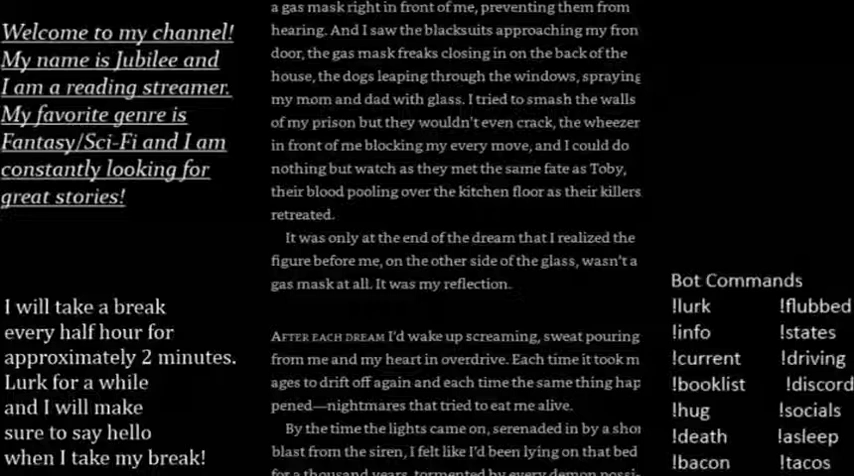 Welcome to my channel!
My name is Jubilee and
I am a reading streamer.
My favorite genre is
Fantasy/Sci-Fi and I am
constantly looking for
great stories!
I will take a break
every half hour for
approximately 2 minutes.
Lurk for a while
and I will make
sure to say hello
when I take my break!
a gas mask right in front of me, preventing them from
hearing. And I saw the blacksuits approaching my fron
door, the gas mask freaks closing in on the back of the
house, the dogs leaping through the windows, spraying
my mom and dad with glass. I tried to smash the walls
of my prison but they wouldn't even crack, the wheezer
in front of me blocking my every move, and I could do
nothing but watch as they met the same fate as Toby,
their blood pooling over the kitchen floor as their killers
retreated.
It was only at the end of the dream that I realized the
figure before me, on the other side of the glass, wasn't a
gas mask at all. It was my reflection.
AFTER EACH DREAM I'd wake up screaming, sweat pouring
from me and my heart in overdrive. Each time it took m
ages to drift off again and each time the same thing hap
pened—nightmares that tried to eat me alive.
By the time the lights came on, serenaded in by a shor
blast from the siren, I felt like I'd been lying on that bed
for a thousand years, tormented by every demon possi-
Bot Commands
!lurk !flubbed
!info !states
!current !driving
!booklist !discord
!hug !socials
!death !asleep
!bacon !tacos